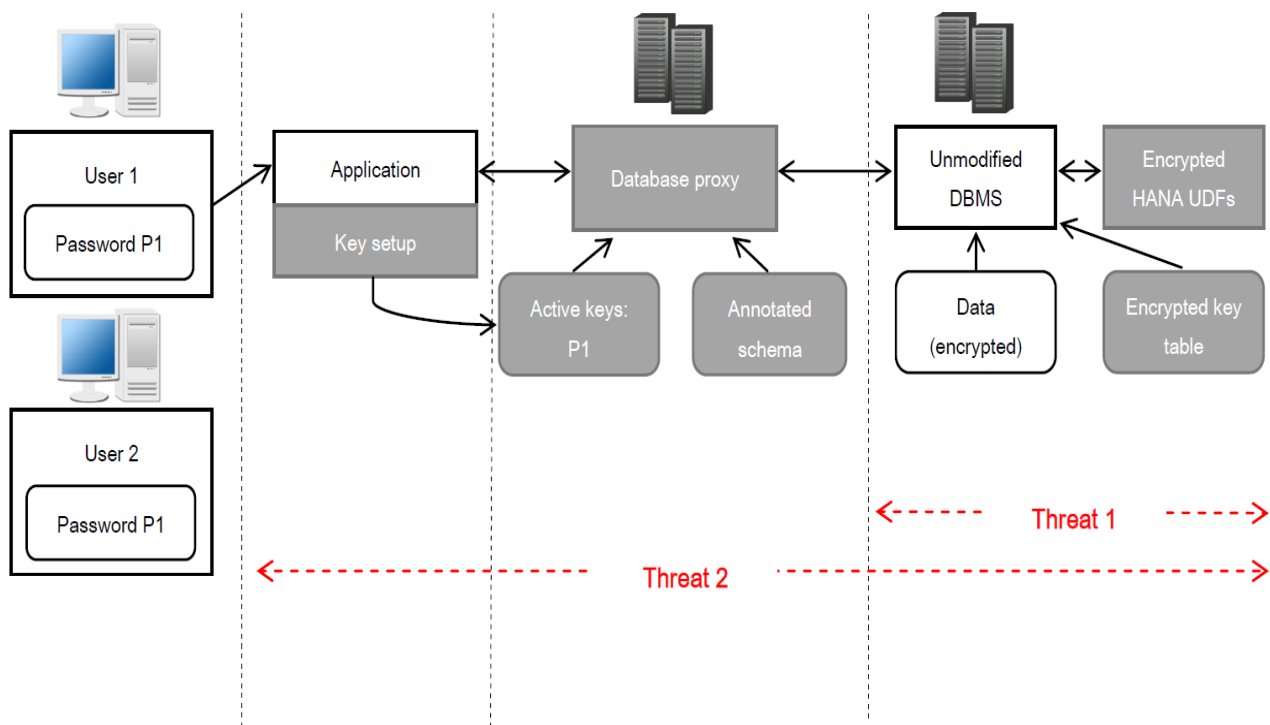 User 1
Password P1
User 2
Password P1
Application
Key setup
Database proxy
Active keys:
P1
Annotated
schema
Unmodified
DBMS
Encrypted
HANA UDFs
Data
(encrypted)
Encrypted key
table
Threat 1
Threat 2